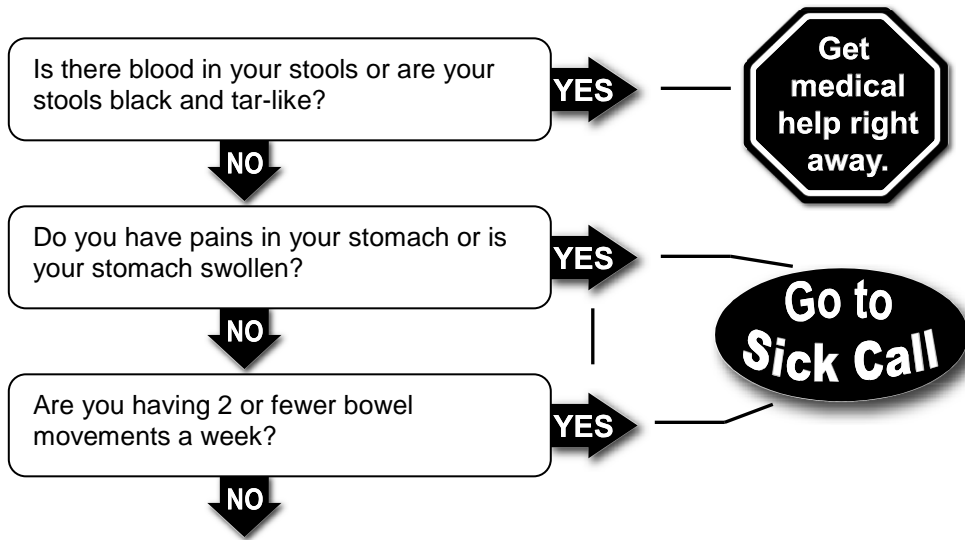 Is there blood in your stools or are your
stools black and tar-like?
YES
Get
medical
help right
away.
NO
Do you have pains in your stomach or is
your stomach swollen?
YES
Go to
Sick Call
NO
Are you having 2 or fewer bowel
movements a week?
YES
NO